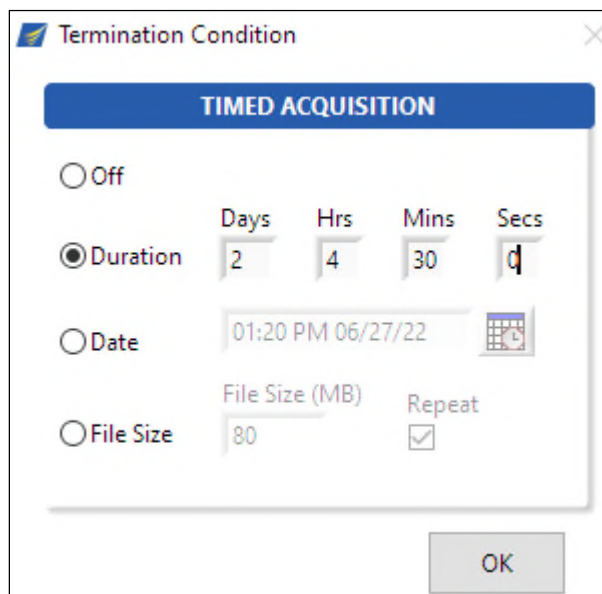 Termination Condition
TIMED ACQUISITION
Off
Days Hrs Mins Secs
Duration 2 4 30 0
Date 01:20 PM 06/27/22
File Size (MB) Repeat
File Size 80
OK